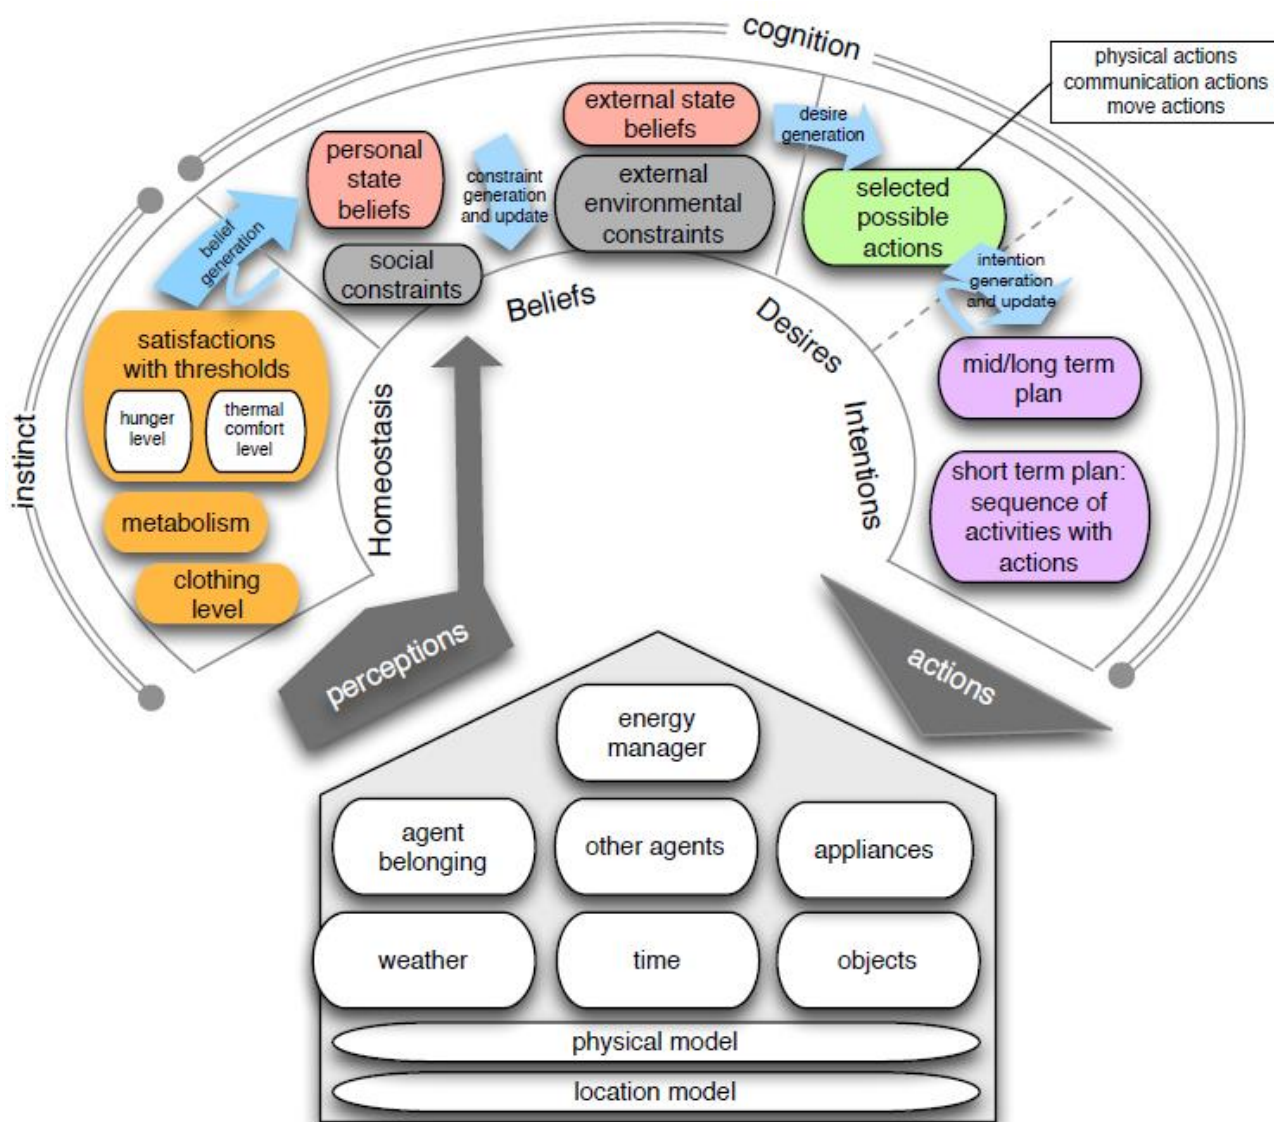 cognition
physical actions
communication actions
move actions
external state
beliefs
desire
generation
personal
state
beliefs
constraint
generation
and update
external
environmental
constraints
selected
possible
actions
belief
generation
social
constraints
intention
generation
and update
Beliefs
Desires
Intentions
Homeostasis
instinct
satisfactions
with thresholds
hunger
level
thermal
comfort
level
metabolism
clothing
level
mid/long term
plan
short term plan:
sequence of
activities with
actions
perceptions
actions
energy
manager
agent
belonging
other agents
appliances
weather
time
objects
physical model
location model